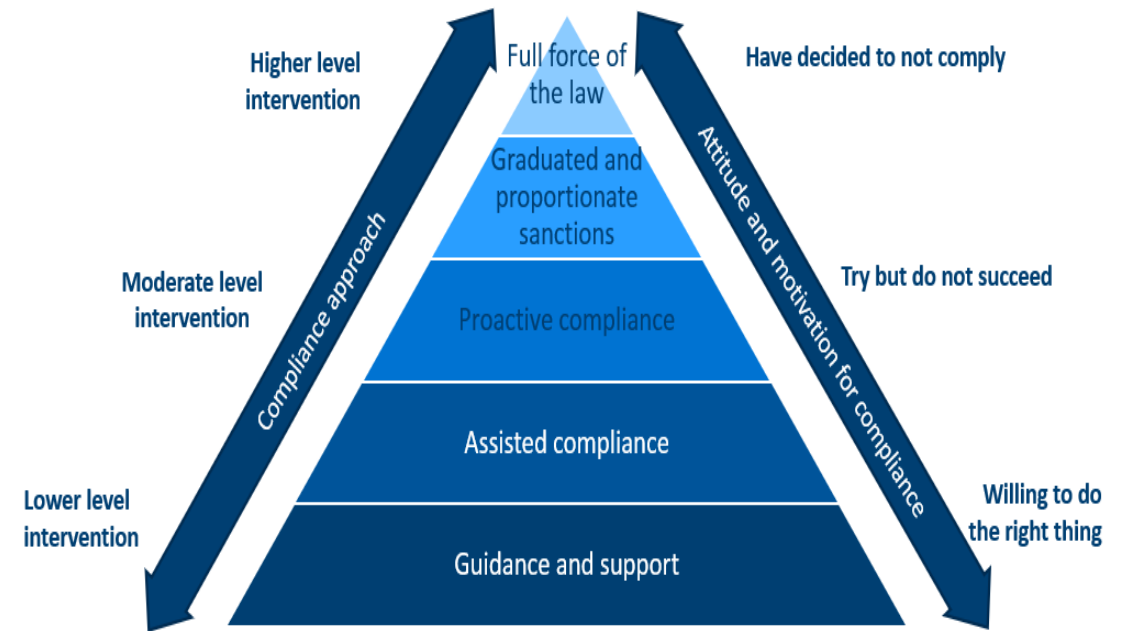 Higher level
intervention
Full force of
the law
Have decided to not comply
Graduated and
proportionate
sanctions
Compliance approach
Attitude and motivation for compliance
Moderate level
intervention
Proactive compliance
Try but do not succeed
Assisted compliance
Lower level
intervention
Guidance and support
Willing to do
the right thing